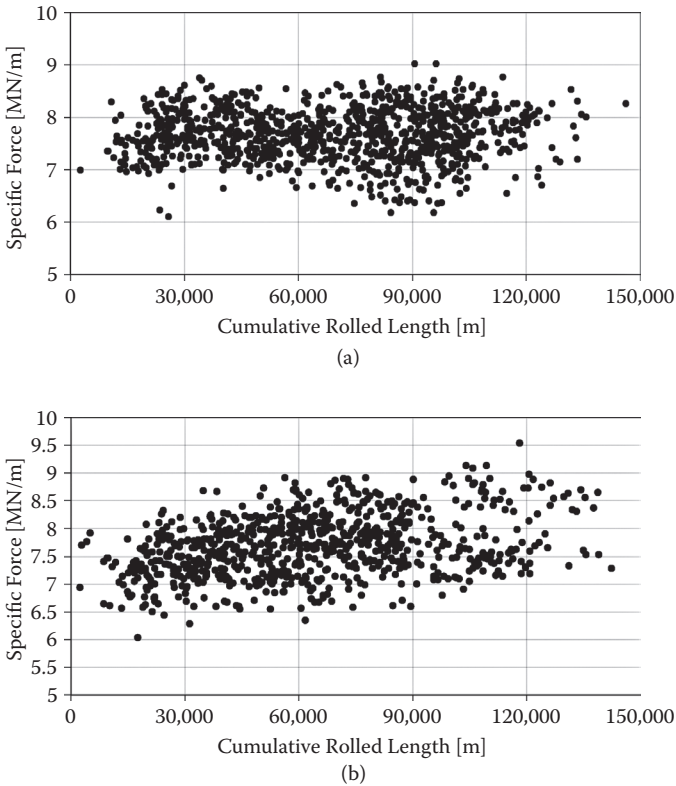 10
9
8
7
6
5
Specific Force [MN/m]
0 30,000 60,000 90,000 120,000 150,000
Cumulative Rolled Length [m]
(a)
10
9.5
9
8.5
8
7.5
7
6.5
6
5.5
5
Specific Force [MN/m]
0 30,000 60,000 90,000 120,000 150,000
Cumulative Rolled Length [m]
(b)